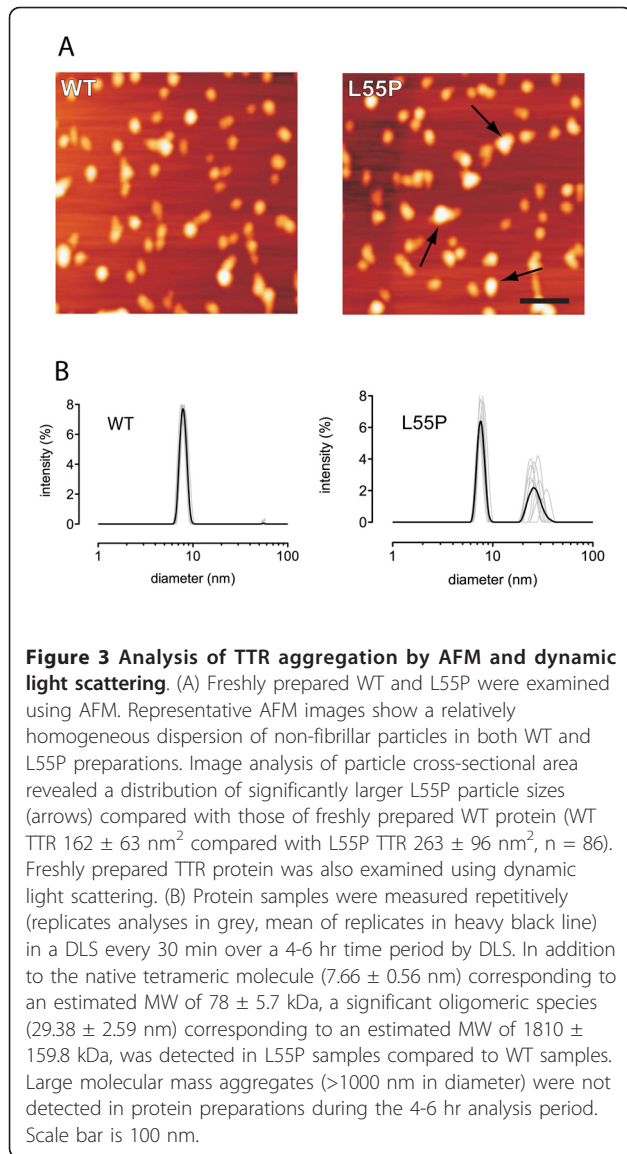 A
WT
L55P
B
8
6
4
2
0
intensity (%)
WT
1
10
100
diameter (nm)
8
6
4
2
0
intensity (%)
L55P
1
10
100
diameter (nm)
Figure 3 Analysis of TTR aggregation by AFM and dynamic
light scattering. (A) Freshly prepared WT and L55P were examined
using AFM. Representative AFM images show a relatively
homogeneous dispersion of non-fibrillar particles in both WT and
L55P preparations. Image analysis of particle cross-sectional area
revealed a distribution of significantly larger L55P particle sizes
(arrows) compared with those of freshly prepared WT protein (WT
TTR 162 ± 63 nm² compared with L55P TTR 263 ± 96 nm², n = 86).
Freshly prepared TTR protein was also examined using dynamic
light scattering. (B) Protein samples were measured repetitively
(replicates analyses in grey, mean of replicates in heavy black line)
in a DLS every 30 min over a 4-6 hr time period by DLS. In addition
to the native tetrameric molecule (7.66 ± 0.56 nm) corresponding to
an estimated MW of 78 ± 5.7 kDa, a significant oligomeric species
(29.38 ± 2.59 nm) corresponding to an estimated MW of 1810 ±
159.8 kDa, was detected in L55P samples compared to WT samples.
Large molecular mass aggregates (>1000 nm in diameter) were not
detected in protein preparations during the 4-6 hr analysis period.
Scale bar is 100 nm.